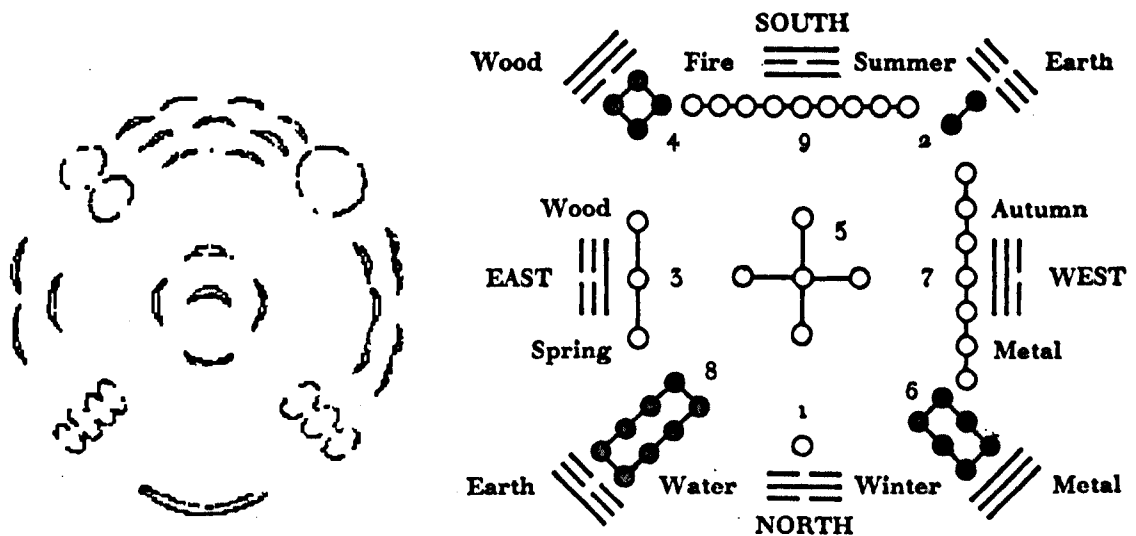 SOUTH
Wood Fire Summer Earth
4 9 2
Wood 5 Autumn
EAST 3 7 WEST
Spring Metal
8 1 6
Earth Water Winter Metal
NORTH